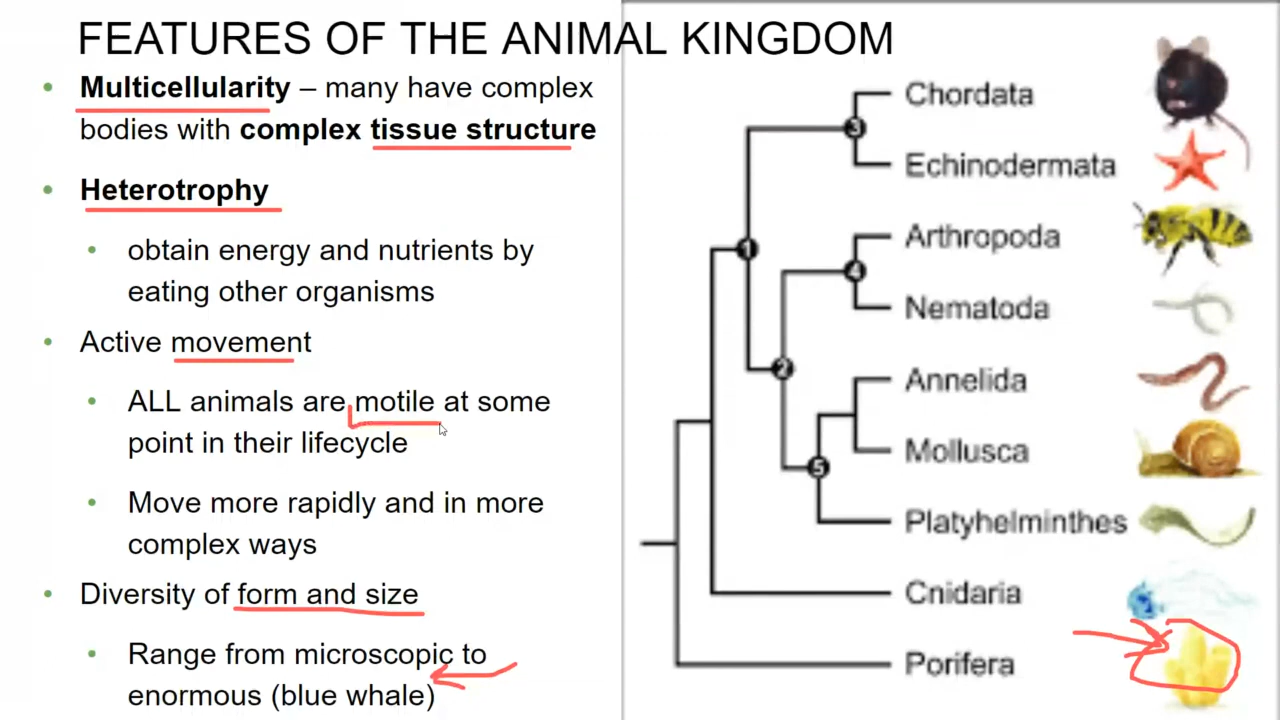 FEATURES OF THE ANIMAL KINGDOM
• Multicellularity – many have complex
bodies with complex tissue structure
• Heterotrophy
• obtain energy and nutrients by
eating other organisms
• Active movement
• ALL animals are motile at some
point in their lifecycle
• Move more rapidly and in more
complex ways
• Diversity of form and size
• Range from microscopic to
enormous (blue whale)
Chordata
3
Echinodermata
Arthropoda
1
4
Nematoda
2
Annelida
Mollusca
5
Platyhelminthes
Cnidaria
Porifera